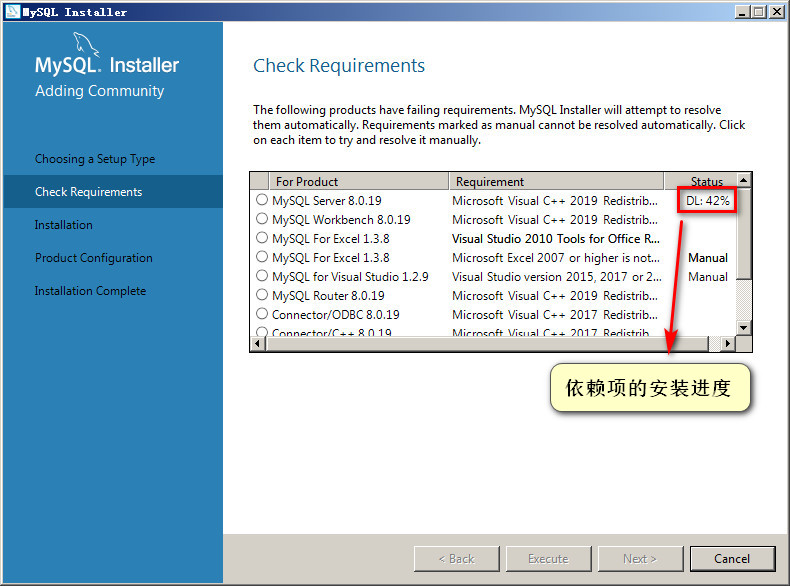 MySQL Installer
MySQL. Installer
Adding Community
Choosing a Setup Type
Check Requirements
Installation
Product Configuration
Installation Complete
Check Requirements
The following products have failing requirements. MySQL Installer will attempt to resolve
them automatically. Requirements marked as manual cannot be resolved automatically. Click
on each item to try and resolve it manually.
For Product Requirement Status
MySQL Server 8.0.19 Microsoft Visual C++ 2019 Redistrib... DL: 42%
MySQL Workbench 8.0.19 Microsoft Visual C++ 2019 Redistrib...
MySQL For Excel 1.3.8 Visual Studio 2010 Tools for Office R...
MySQL For Excel 1.3.8 Microsoft Excel 2007 or higher is not... Manual
MySQL for Visual Studio 1.2.9 Visual Studio version 2015, 2017 or 2... Manual
MySQL Router 8.0.19 Microsoft Visual C++ 2019 Redistrib...
Connector/ODBC 8.0.19 Microsoft Visual C++ 2017 Redistrib...
Connector/C++ 8.0.19 Microsoft Visual C++ 2017 Redistrib
依赖项的安装进度
< Back Execute Next > Cancel